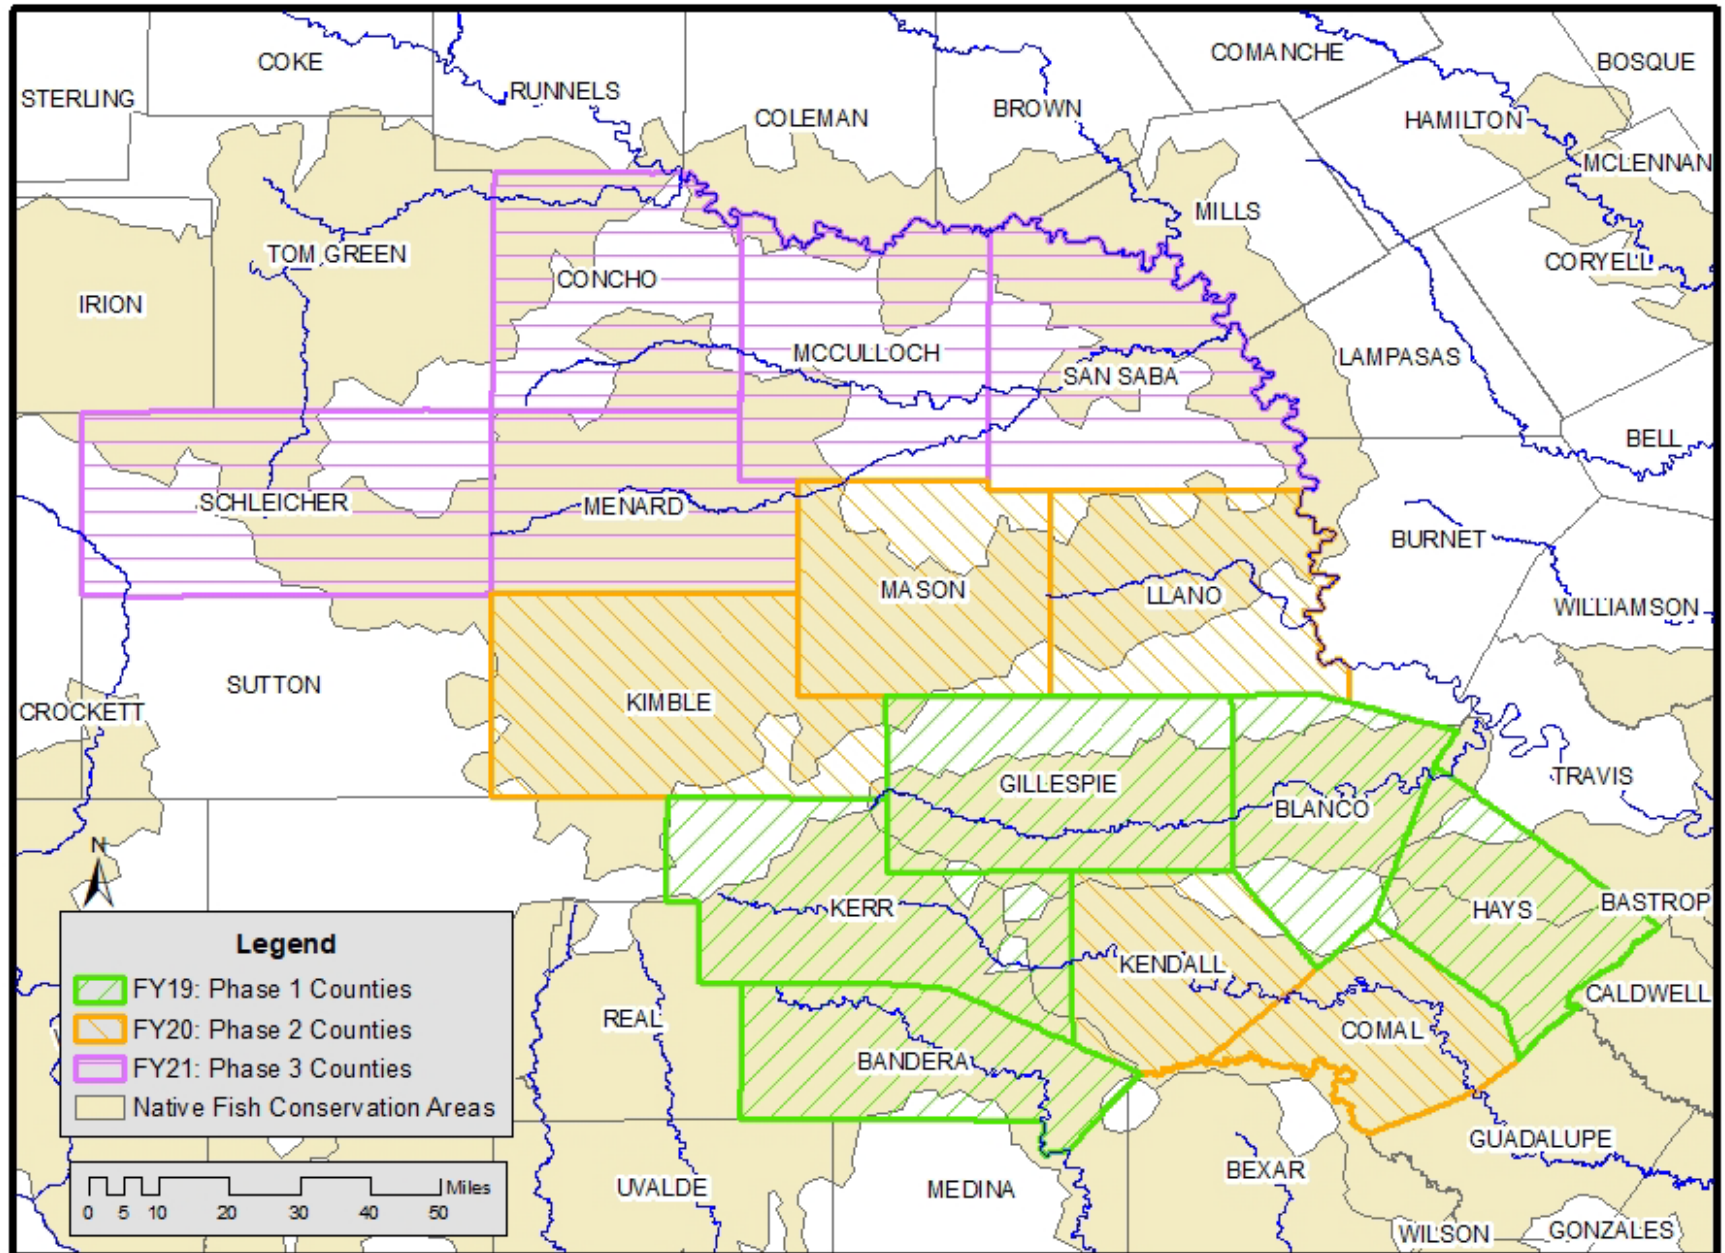 COKE
COMANCHE
BOSQUE
STERLING
RUNNELS
COLEMAN
BROWN
HAMILTON
MCLENNAN
MILLS
TOM GREEN
CORYELL
IRION
CONCHO
MCCULLOCH
LAMPASAS
SAN SABA
BELL
SCHLEICHER
MENARD
BURNET
MASON
LLANO
WILLIAMSON
SUTTON
KIMBLE
CROCKETT
GILLESPIE
TRAVIS
BLANCO
N
KERR
HAYS
BASTROP
Legend
KENDALL
FY19: Phase 1 Counties
CALDWELL
REAL
FY20: Phase 2 Counties
COMAL
BANDERA
FY21: Phase 3 Counties
Native Fish Conservation Areas
GUADALUPE
BEXAR
Miles
UVALDE
MEDINA
0 5 10 20 30 40 50
WILSON
GONZALES